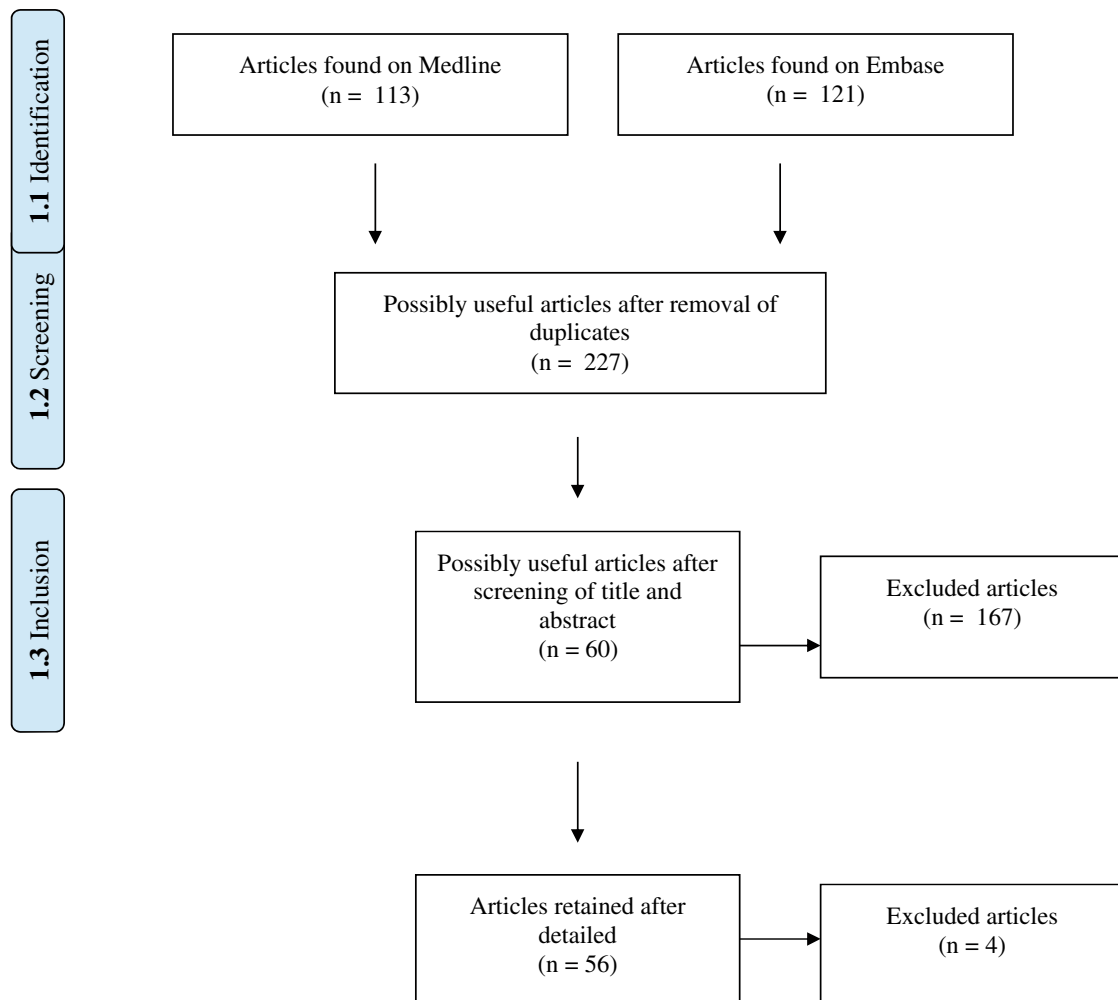 1.1 Identification
Articles found on Medline
(n = 113)
Articles found on Embase
(n = 121)
1.2 Screening
Possibly useful articles after removal of
duplicates
(n = 227)
1.3 Inclusion
Possibly useful articles after
screening of title and
abstract
(n = 60)
Excluded articles
(n = 167)
Articles retained after
detailed
(n = 56)
Excluded articles
(n = 4)